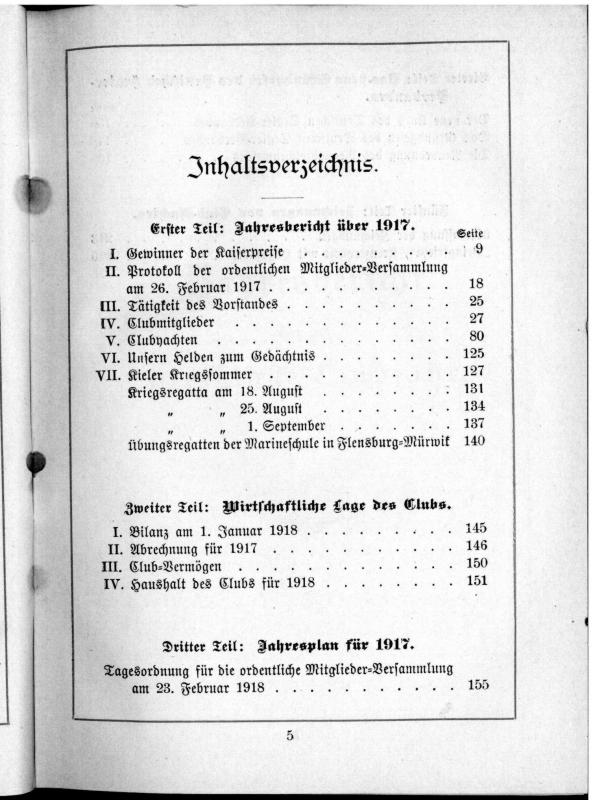 Inhaltsverzeichnis.
Erster Teil: Jahresbericht über 1917.
Seite
I. Gewinner der Kaiserpreise 9
II. Protokoll der ordentlichen Mitglieder-Versammlung
am 26. Februar 1917 . . . . . . . . . . . 18
III. Tätigkeit des Vorstandes . . . . . . . . . . 25
IV. Clubmitglieder . . . . . . . . . . . . 27
V. Clubyachten . . . . . . . . . . . . 80
VI. Unsern Helden zum Gedächtnis . . . . . . . . 125
VII. Kieler Kriegssommer . . . . . . . . . . . 127
Kriegsregatta am 18. August . . . . . . . 131
„ „ 25. August . . . . . . . 134
„ „ 1. September . . . . . . . 137
Übungsregatten der Marineschule in Flensburg-Mürwik 140
Zweiter Teil: Wirtschaftliche Lage des Clubs.
I. Bilanz am 1. Januar 1918 . . . . . . . . . 145
II. Abrechnung für 1917 . . . . . . . . . . . 146
III. Club-Vermögen . . . . . . . . . . . . 150
IV. Haushalt des Clubs für 1918 . . . . . . . . 151
Dritter Teil: Jahresplan für 1917.
Tagesordnung für die ordentliche Mitglieder-Versammlung
am 23. Februar 1918 . . . . . . . . . . . 155
5